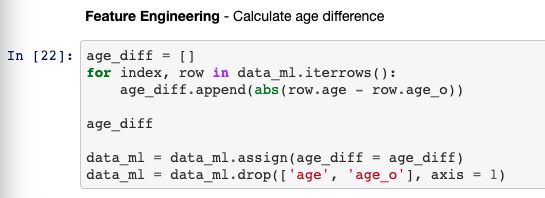 Feature Engineering - Calculate age difference
In [22]: age_diff = []
for index, row in data_ml.iterrows():
    age_diff.append(abs(row.age - row.age_o))
age_diff
data_ml = data_ml.assign(age_diff = age_diff)
data_ml = data_ml.drop(['age', 'age_o'], axis = 1)